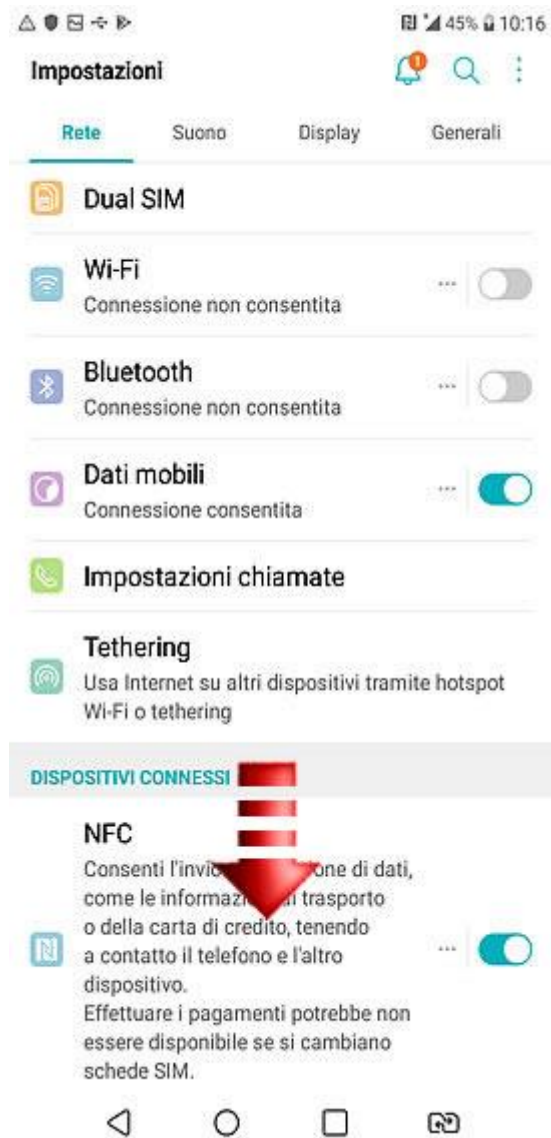 45% 10:16
Impostazioni
1
Rete Suono Display Generali
Dual SIM
Wi-Fi
Connessione non consentita
Bluetooth
Connessione non consentita
Dati mobili
Connessione consentita
Impostazioni chiamate
Tethering
Usa Internet su altri dispositivi tramite hotspot
Wi-Fi o tethering
DISPOSITIVI CONNESSI
NFC
Consenti l'invio one di dati,
come le informaz i trasporto
o della carta di credito, tenendo
a contatto il telefono e l'altro
dispositivo.
Effettuare i pagamenti potrebbe non
essere disponibile se si cambiano
schede SIM.